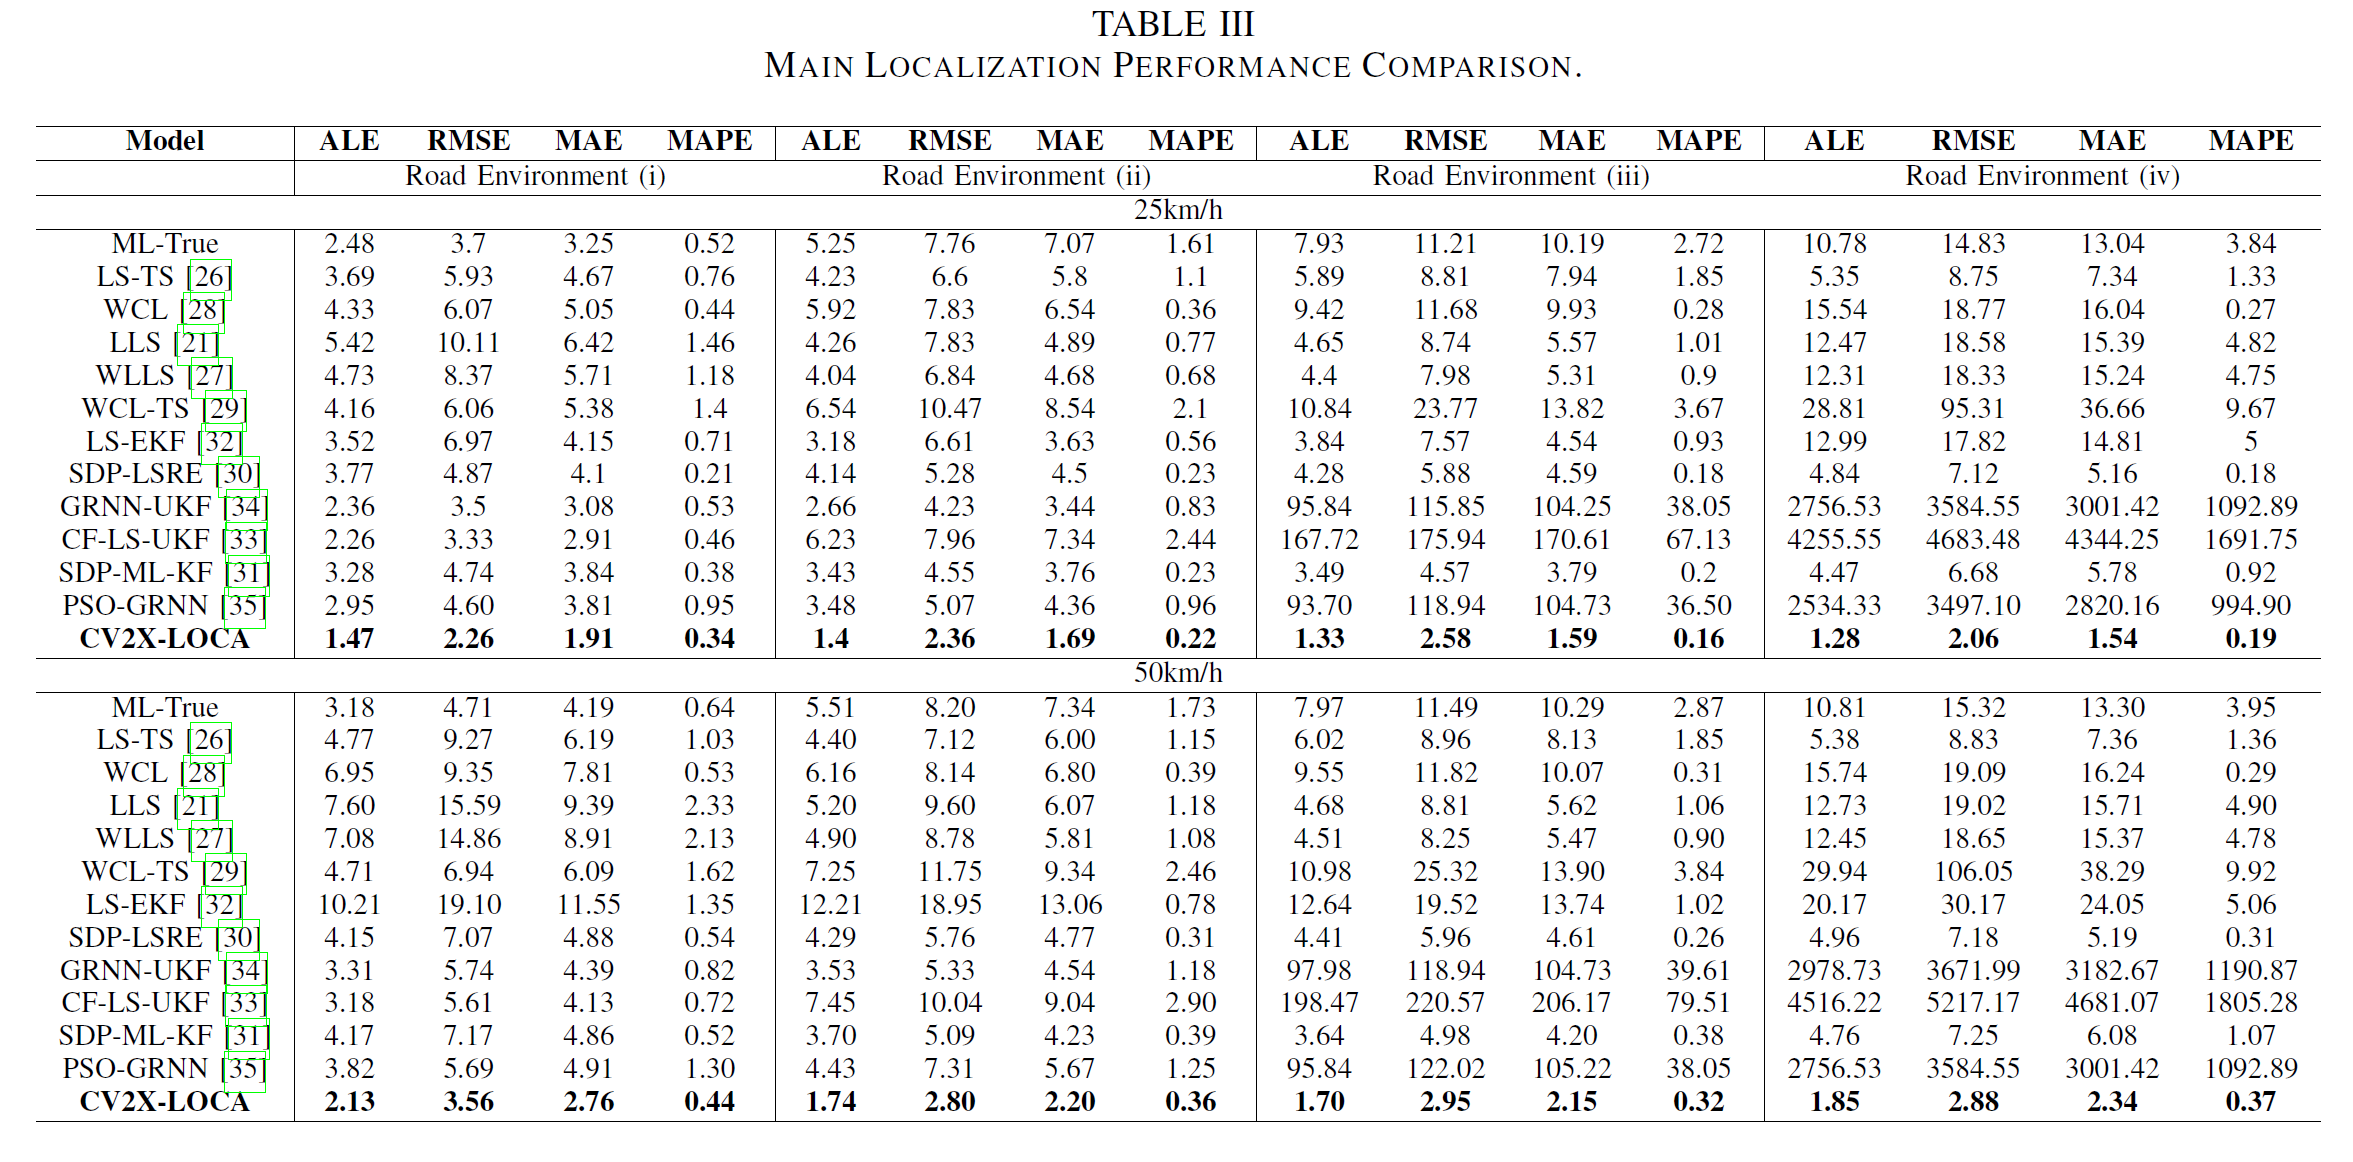 TABLE III
MAIN LOCALIZATION PERFORMANCE COMPARISON.
Model ALE RMSE MAE MAPE ALE RMSE MAE MAPE ALE RMSE MAE MAPE ALE RMSE MAE MAPE
Road Environment (i) Road Environment (ii) Road Environment (iii) Road Environment (iv)
25km/h
ML-True 2.48 3.7 3.25 0.52 5.25 7.76 7.07 1.61 7.93 11.21 10.19 2.72 10.78 14.83 13.04 3.84
LS-TS [26] 3.69 5.93 4.67 0.76 4.23 6.6 5.8 1.1 5.89 8.81 7.94 1.85 5.35 8.75 7.34 1.33
WCL [28] 4.33 6.07 5.05 0.44 5.92 7.83 6.54 0.36 9.42 11.68 9.93 0.28 15.54 18.77 16.04 0.27
LLS [21] 5.42 10.11 6.42 1.46 4.26 7.83 4.89 0.77 4.65 8.74 5.57 1.01 12.47 18.58 15.39 4.82
WLLS [27] 4.73 8.37 5.71 1.18 4.04 6.84 4.68 0.68 4.4 7.98 5.31 0.9 12.31 18.33 15.24 4.75
WCL-TS [29] 4.16 6.06 5.38 1.4 6.54 10.47 8.54 2.1 10.84 23.77 13.82 3.67 28.81 95.31 36.66 9.67
LS-EKF [32] 3.52 6.97 4.15 0.71 3.18 6.61 3.63 0.56 3.84 7.57 4.54 0.93 12.99 17.82 14.81 5
SDP-LSRE [30] 3.77 4.87 4.1 0.21 4.14 5.28 4.5 0.23 4.28 5.88 4.59 0.18 4.84 7.12 5.16 0.18
GRNN-UKF [34] 2.36 3.5 3.08 0.53 2.66 4.23 3.44 0.83 95.84 115.85 104.25 38.05 2756.53 3584.55 3001.42 1092.89
CF-LS-UKF [33] 2.26 3.33 2.91 0.46 6.23 7.96 7.34 2.44 167.72 175.94 170.61 67.13 4255.55 4683.48 4344.25 1691.75
SDP-ML-KF [31] 3.28 4.74 3.84 0.38 3.43 4.55 3.76 0.23 3.49 4.57 3.79 0.2 4.47 6.68 5.78 0.92
PSO-GRNN [35] 2.95 4.60 3.81 0.95 3.48 5.07 4.36 0.96 93.70 118.94 104.73 36.50 2534.33 3497.10 2820.16 994.90
CV2X-LOCA 1.47 2.26 1.91 0.34 1.4 2.36 1.69 0.22 1.33 2.58 1.59 0.16 1.28 2.06 1.54 0.19
50km/h
ML-True 3.18 4.71 4.19 0.64 5.51 8.20 7.34 1.73 7.97 11.49 10.29 2.87 10.81 15.32 13.30 3.95
LS-TS [26] 4.77 9.27 6.19 1.03 4.40 7.12 6.00 1.15 6.02 8.96 8.13 1.85 5.38 8.83 7.36 1.36
WCL [28] 6.95 9.35 7.81 0.53 6.16 8.14 6.80 0.39 9.55 11.82 10.07 0.31 15.74 19.09 16.24 0.29
LLS [21] 7.60 15.59 9.39 2.33 5.20 9.60 6.07 1.18 4.68 8.81 5.62 1.06 12.73 19.02 15.71 4.90
WLLS [27] 7.08 14.86 8.91 2.13 4.90 8.78 5.81 1.08 4.51 8.25 5.47 0.90 12.45 18.65 15.37 4.78
WCL-TS [29] 4.71 6.94 6.09 1.62 7.25 11.75 9.34 2.46 10.98 25.32 13.90 3.84 29.94 106.05 38.29 9.92
LS-EKF [32] 10.21 19.10 11.55 1.35 12.21 18.95 13.06 0.78 12.64 19.52 13.74 1.02 20.17 30.17 24.05 5.06
SDP-LSRE [30] 4.15 7.07 4.88 0.54 4.29 5.76 4.77 0.31 4.41 5.96 4.61 0.26 4.96 7.18 5.19 0.31
GRNN-UKF [34] 3.31 5.74 4.39 0.82 3.53 5.33 4.54 1.18 97.98 118.94 104.73 39.61 2978.73 3671.99 3182.67 1190.87
CF-LS-UKF [33] 3.18 5.61 4.13 0.72 7.45 10.04 9.04 2.90 198.47 220.57 206.17 79.51 4516.22 5217.17 4681.07 1805.28
SDP-ML-KF [31] 4.17 7.17 4.86 0.52 3.70 5.09 4.23 0.39 3.64 4.98 4.20 0.38 4.76 7.25 6.08 1.07
PSO-GRNN [35] 3.82 5.69 4.91 1.30 4.43 7.31 5.67 1.25 95.84 122.02 105.22 38.05 2756.53 3584.55 3001.42 1092.89
CV2X-LOCA 2.13 3.56 2.76 0.44 1.74 2.80 2.20 0.36 1.70 2.95 2.15 0.32 1.85 2.88 2.34 0.37